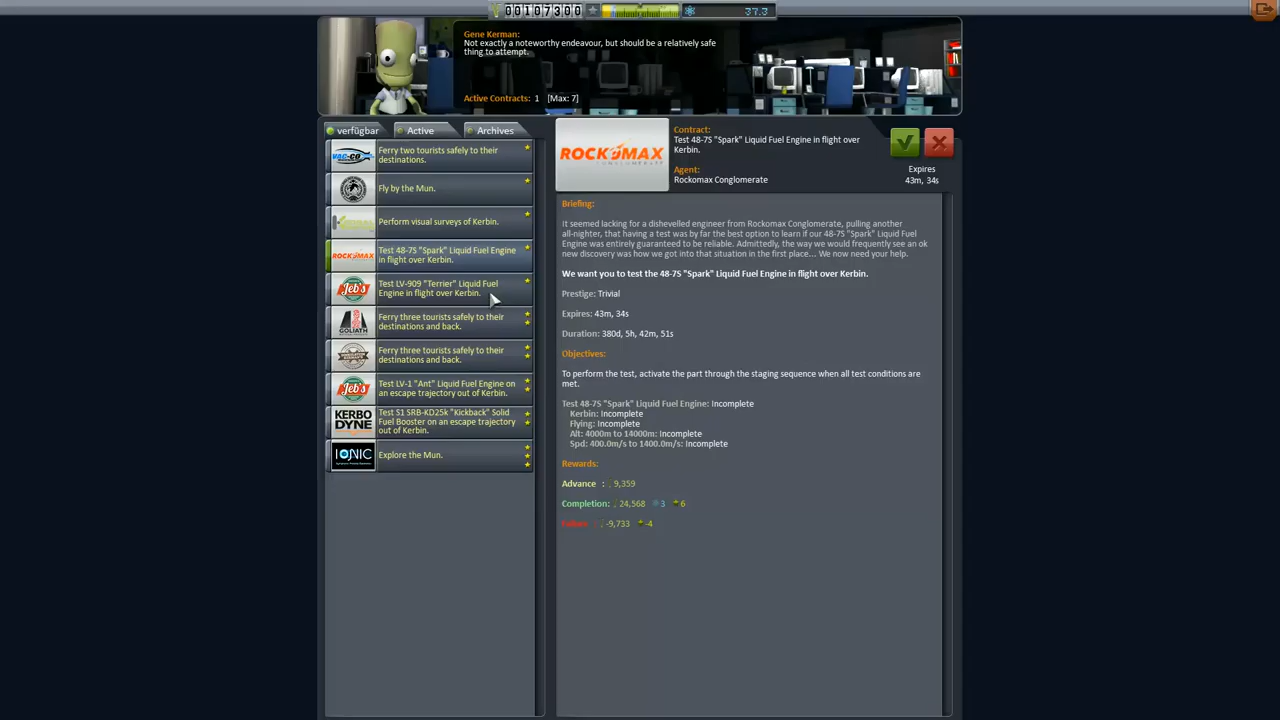 00107300
37.3
Gene Kerman:
Not exactly a noteworthy endeavour, but should be a relatively safe
thing to attempt.
Active Contracts: 1 [Max: 7]
verfügbar
Active
Archives
Ferry two tourists safely to their
destinations.
Fly by the Mun.
Perform visual surveys of Kerbin.
ROCKOMAX
Test 48-7S "Spark" Liquid Fuel Engine
in flight over Kerbin.
Jeb's
Test LV-909 "Terrier" Liquid Fuel
Engine in flight over Kerbin.
GOLIATH
Ferry three tourists safely to their
destinations and back.
Ferry three tourists safely to their
destinations and back.
Jeb's
Test LV-1 "Ant" Liquid Fuel Engine on
an escape trajectory out of Kerbin.
KERBO
DYNE
Test S1 SRB-KD25k "Kickback" Solid
Fuel Booster on an escape trajectory
out of Kerbin.
IONIC
Explore the Mun.
ROCKOMAX
CONGLOMERATE
Contract:
Test 48-7S "Spark" Liquid Fuel Engine in flight over
Kerbin.
Agent:
Rockomax Conglomerate
Expires
43m, 34s
Briefing:
It seemed lacking for a dishevelled engineer from Rockomax Conglomerate, pulling another
all-nighter, that having a test was by far the best option to learn if our 48-7S "Spark" Liquid Fuel
Engine was entirely guaranteed to be reliable. Admittedly, the way we would frequently see an ok
new discovery was how we got into that situation in the first place... We now need your help.
We want you to test the 48-7S "Spark" Liquid Fuel Engine in flight over Kerbin.
Prestige: Trivial
Expires: 43m, 34s
Duration: 380d, 5h, 42m, 51s
Objectives:
To perform the test, activate the part through the staging sequence when all test conditions are
met.
Test 48-7S "Spark" Liquid Fuel Engine: Incomplete
Kerbin: Incomplete
Flying: Incomplete
Alt: 4000m to 14000m: Incomplete
Spd: 400.0m/s to 1400.0m/s: Incomplete
Rewards:
Advance : 9,359
Completion: 24,568 3 6
Failure: -9,733 -4